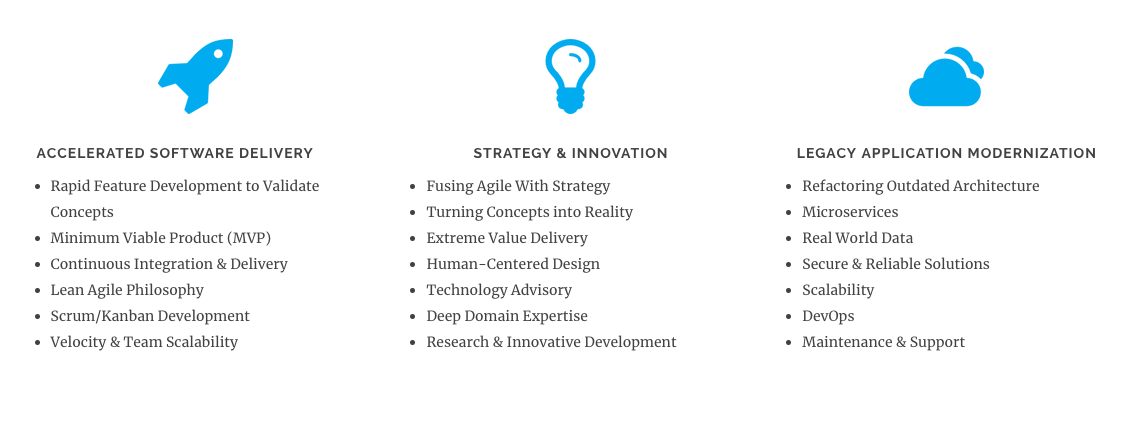 ACCELERATED SOFTWARE DELIVERY
• Rapid Feature Development to Validate
Concepts
• Minimum Viable Product (MVP)
• Continuous Integration & Delivery
• Lean Agile Philosophy
• Scrum/Kanban Development
• Velocity & Team Scalability
STRATEGY & INNOVATION
• Fusing Agile With Strategy
• Turning Concepts into Reality
• Extreme Value Delivery
• Human-Centered Design
• Technology Advisory
• Deep Domain Expertise
• Research & Innovative Development
LEGACY APPLICATION MODERNIZATION
• Refactoring Outdated Architecture
• Microservices
• Real World Data
• Secure & Reliable Solutions
• Scalability
• DevOps
• Maintenance & Support